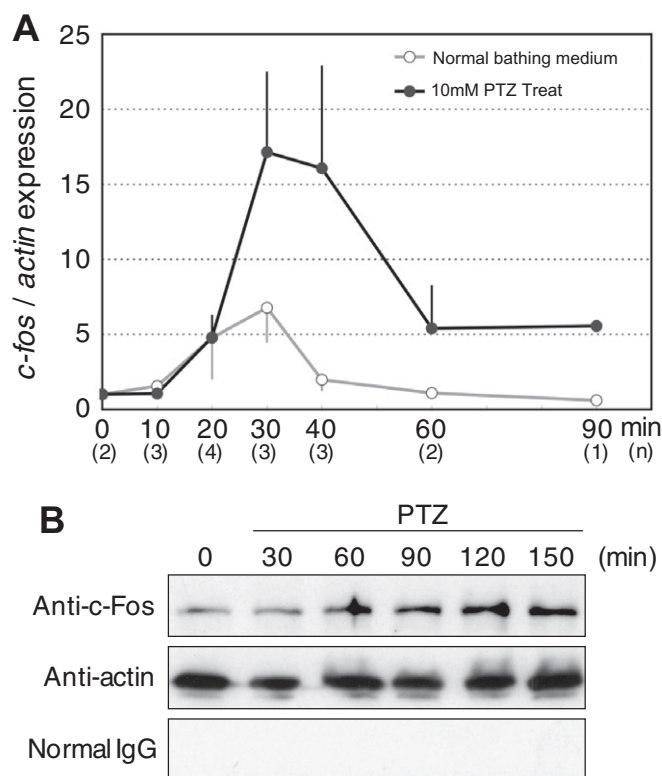 A
c-fos / actin expression
25
20
15
10
5
0
Normal bathing medium
10mM PTZ Treat
0 10 20 30 40 60 90 min
(2) (3) (4) (3) (3) (2) (1) (n)
B
PTZ
0 30 60 90 120 150 (min)
Anti-c-Fos
Anti-actin
Normal IgG